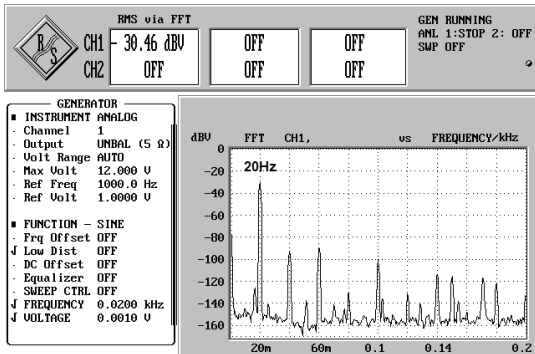 RMS via FFT
R/S
CH1 - 30.46 dBV OFF OFF
CH2 OFF OFF OFF
GEN RUNNING
ANL 1:STOP 2: OFF
SWP OFF
GENERATOR
INSTRUMENT ANALOG
Channel 1
Output UNBAL (5 Ω)
Volt Range AUTO
Max Volt 12.000 V
Ref Freq 1000.0 Hz
Ref Volt 1.0000 V
FUNCTION - SINE
Frq Offset OFF
Low Dist OFF
DC Offset OFF
Equalizer OFF
SWEEP CTRL OFF
FREQUENCY 0.0200 kHz
VOLTAGE 0.0010 V
dBV FFT CH1, vs FREQUENCY/kHz
0
20Hz
-20
-40
-60
-80
-100
-120
-140
-160
20m 60m 0.1 0.14 0.2